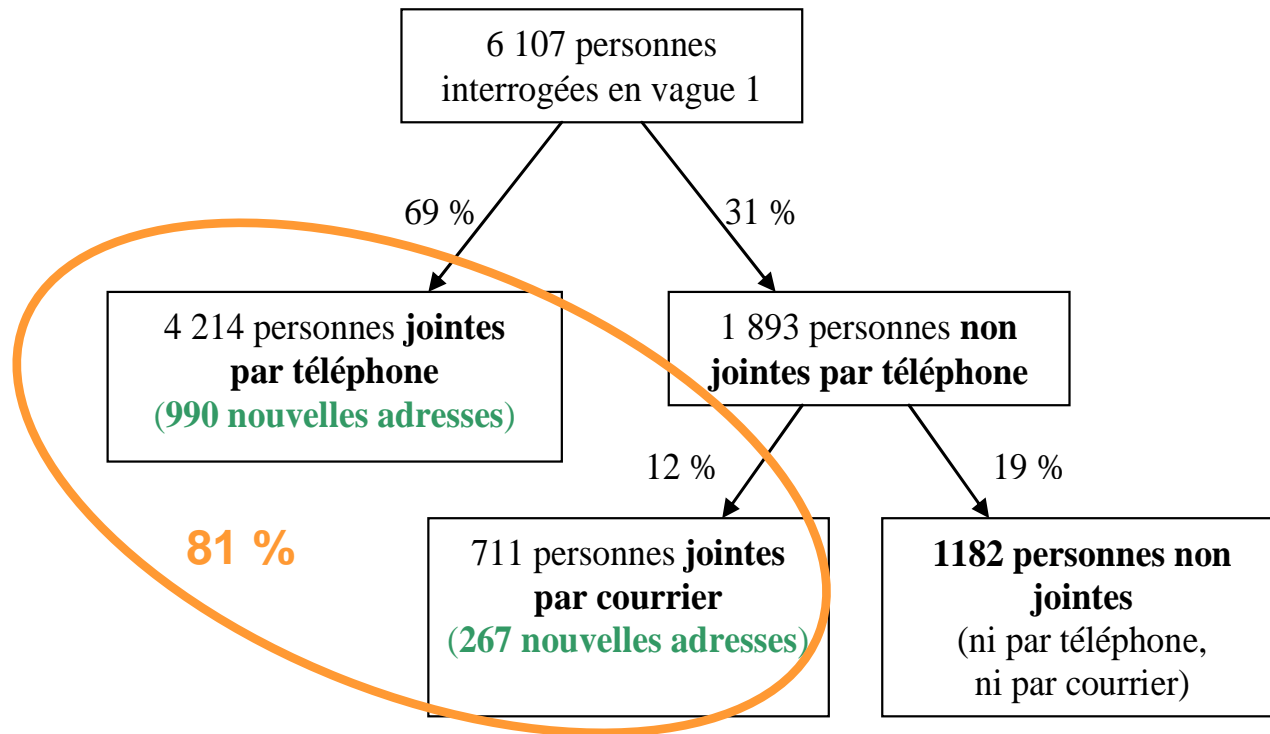 6 107 personnes
interrogées en vague 1
69 %
31 %
4 214 personnes jointes
par téléphone
(990 nouvelles adresses)
1 893 personnes non
jointes par téléphone
12 %
19 %
81 %
711 personnes jointes
par courrier
(267 nouvelles adresses)
1182 personnes non
jointes
(ni par téléphone,
ni par courrier)